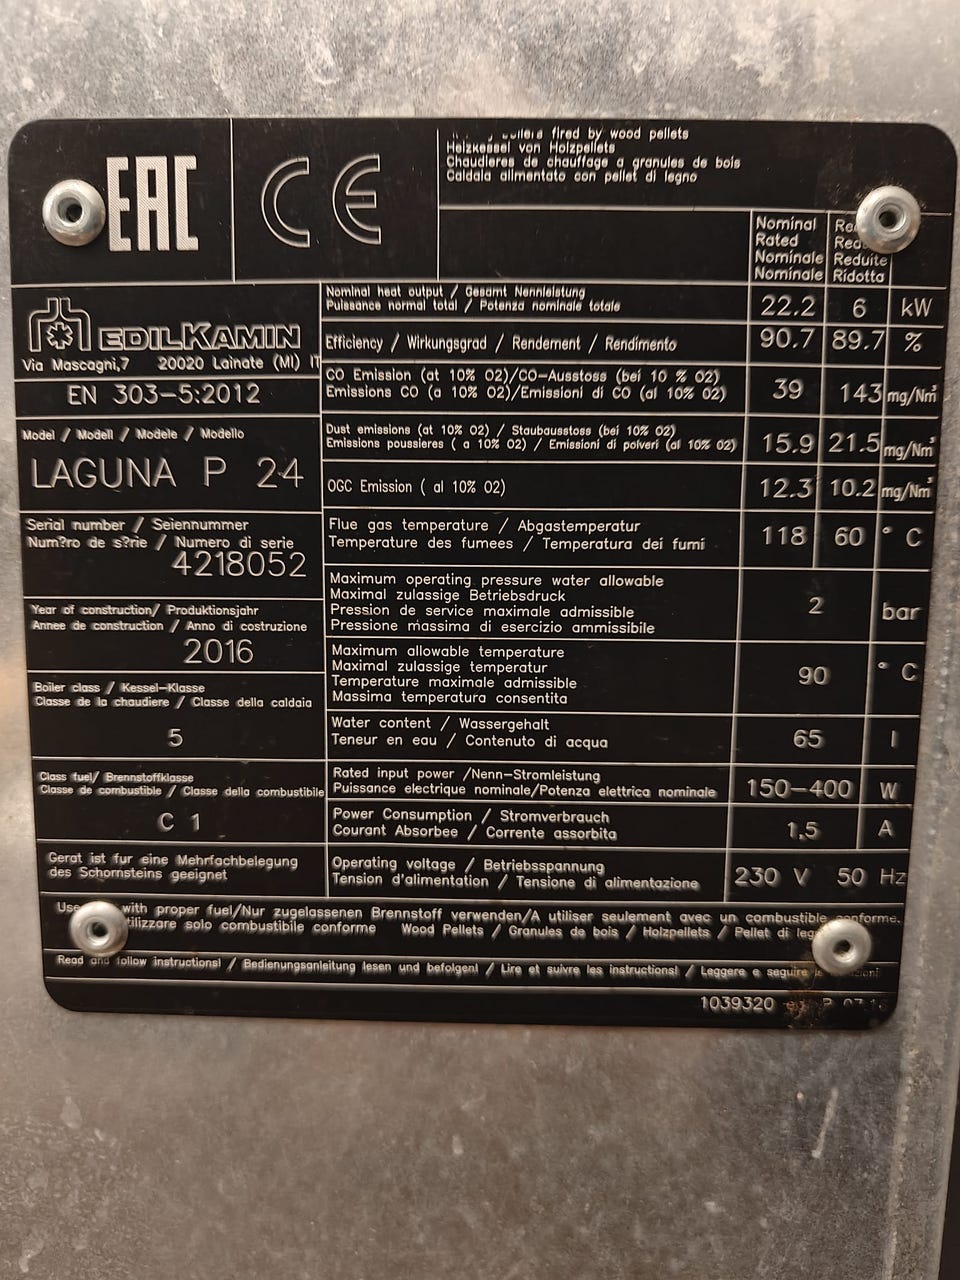 EAC
CE
boilers fired by wood pellets
Heizkessel von Holzpellets
Chaudieres de chauffage a granules de bois
Caldaia alimentato con pellet di legno
Nominal
Rated
Nominale Reduite
Nominale Ridotta
EDILKAMIN
Via Mascagni,7 20020 Lainate (MI) IT
EN 303-5:2012
Model / Modell / Modele / Modello
LAGUNA P 24
Serial number / Seiennummer
Num?ro de s?rie / Numero di serie
4218052
Year of construction/ Produktionsjahr
Annee de construction / Anno di costruzione
2016
Boiler class / Kessel-Klasse
Classe de la chaudiere / Classe della caldaia
5
Class fuel/ Brennstoffklasse
Classe de combustible / Classe della combustibile
C 1
Gerat ist fur eine Mehrfachbelegung
des Schornsteins geeignet
Nominal heat output / Gesamt Nennleistung
Puissance normal total / Potenza nominale totale
22.2 6 kW
Efficiency / Wirkungsgrad / Rendement / Rendimento 90.7 89.7 %
CO Emission (at 10% O2)/CO-Ausstoss (bei 10 % O2)
Emissions CO (a 10% O2)/Emissioni di CO (al 10% O2)
39 143 mg/Nm³
Dust emissions (at 10% O2) / Staubausstoss (bei 10% O2)
Emissions poussieres ( a 10% O2) / Emissioni di polveri (al 10% O2)
15.9 21.5 mg/Nm³
OGC Emission ( al 10% O2) 12.3 10.2 mg/Nm³
Flue gas temperature / Abgastemperatur
Temperature des fumees / Temperatura dei fumi
118 60 ° C
Maximum operating pressure water allowable
Maximal zulassige Betriebsdruck
Pression de service maximale admissible
Pressione massima di esercizio ammissibile
2 bar
Maximum allowable temperature
Maximal zulassige temperatur
Temperature maximale admissible
Massima temperatura consentita
90 ° C
Water content / Wassergehalt
Teneur en eau / Contenuto di acqua
65 l
Rated input power /Nenn-Stromleistung
Puissance electrique nominale/Potenza elettrica nominale
150-400 W
Power Consumption / Stromverbrauch
Courant Absorbee / Corrente assorbita
1,5 A
Operating voltage / Betriebsspannung
Tension d'alimentation / Tensione di alimentazione
230 V 50 Hz
with proper fuel/Nur zugelassenen Brennstoff verwenden/A utiliser seulement avec un combustible conforme.
solo combustibile conforme Wood Pellets / Granules de bois / Holzpellets / Pellet di
Read and follow instructions! / Bedienungsanleitung lesen und befolgen! / Lire et suivre les instructions! / Leggere e seguire
1039320